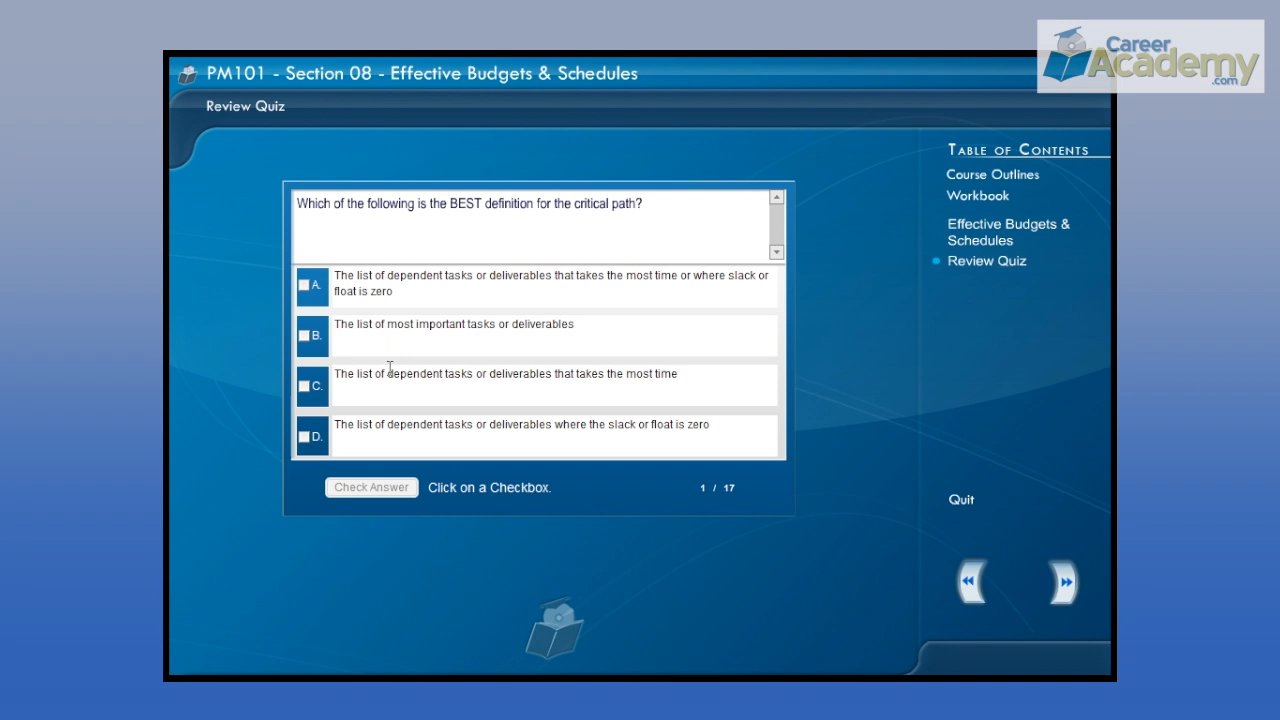 Career
Academy
.com
PM101 - Section 08 - Effective Budgets & Schedules
Review Quiz
TABLE OF CONTENTS
Course Outlines
Workbook
Effective Budgets &
Schedules
Review Quiz
Which of the following is the BEST definition for the critical path?
A. The list of dependent tasks or deliverables that takes the most time or where slack or
float is zero
B. The list of most important tasks or deliverables
C. The list of dependent tasks or deliverables that takes the most time
D. The list of dependent tasks or deliverables where the slack or float is zero
Check Answer Click on a Checkbox. 1 / 17
Quit